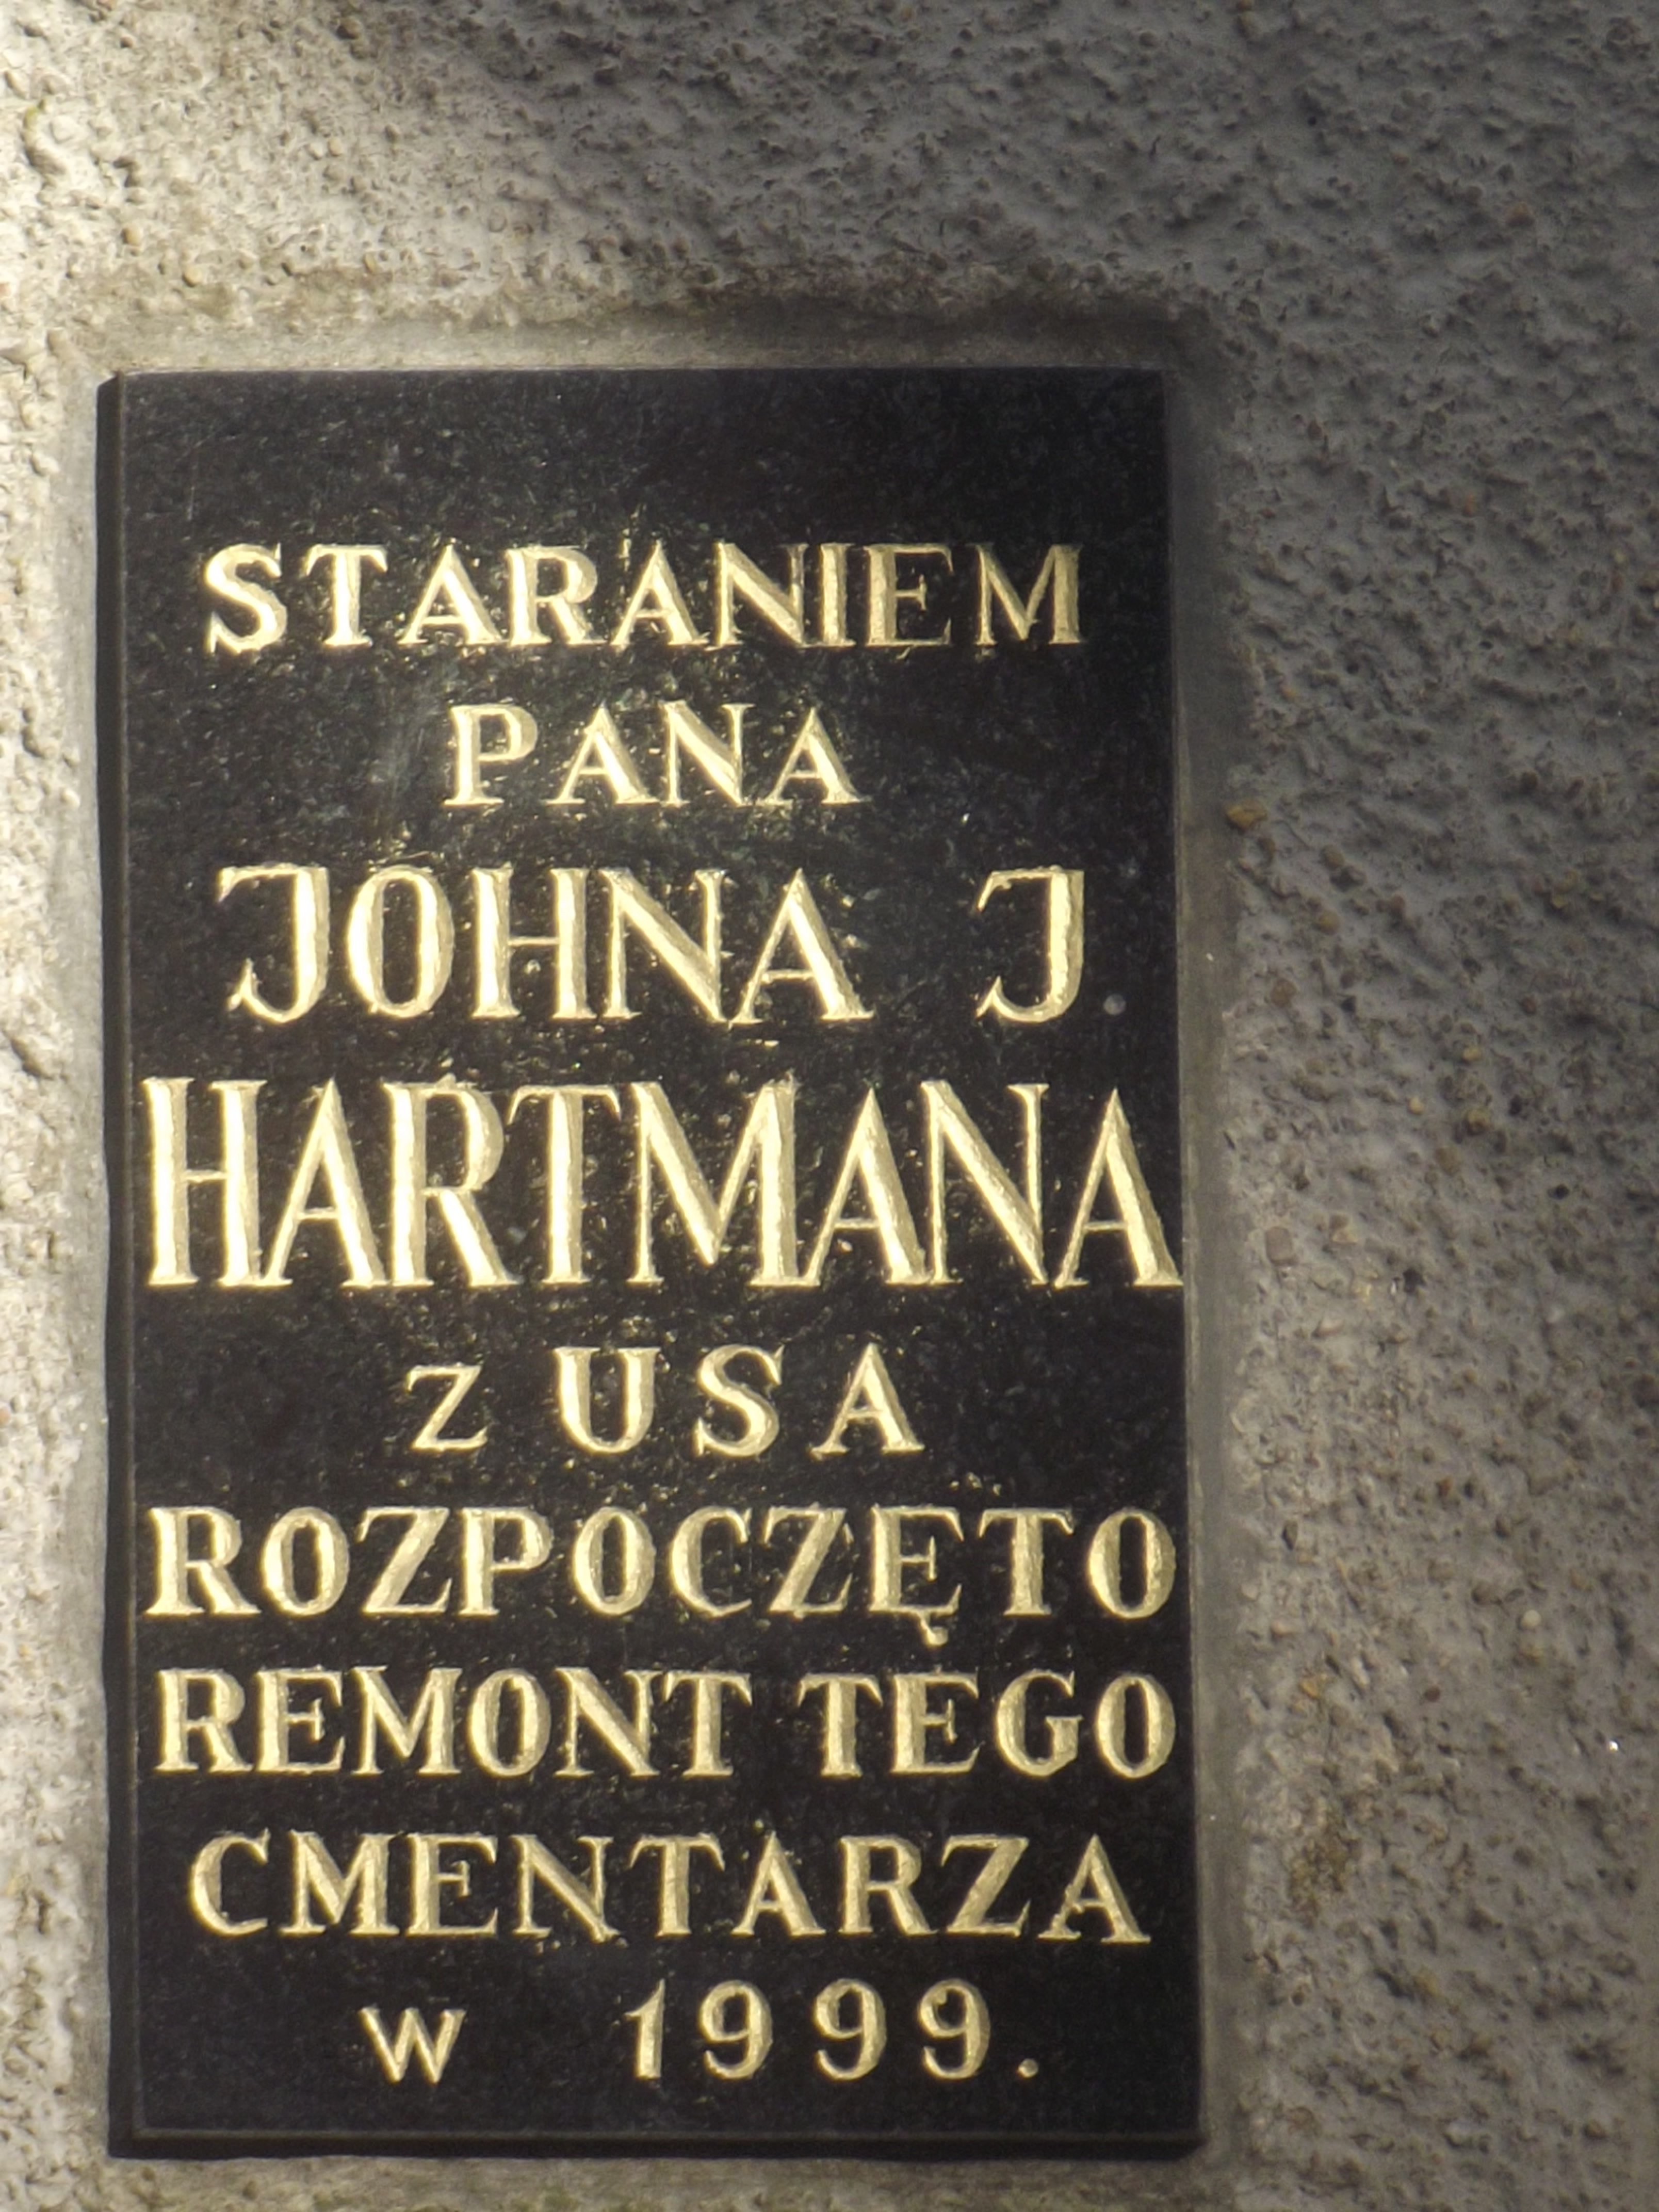 STARANIEM
PANA
JOHNA J.
HARTMANA
z USA
ROZPOCZĘTO
REMONT TEGO
CMENTARZA
w 1999.